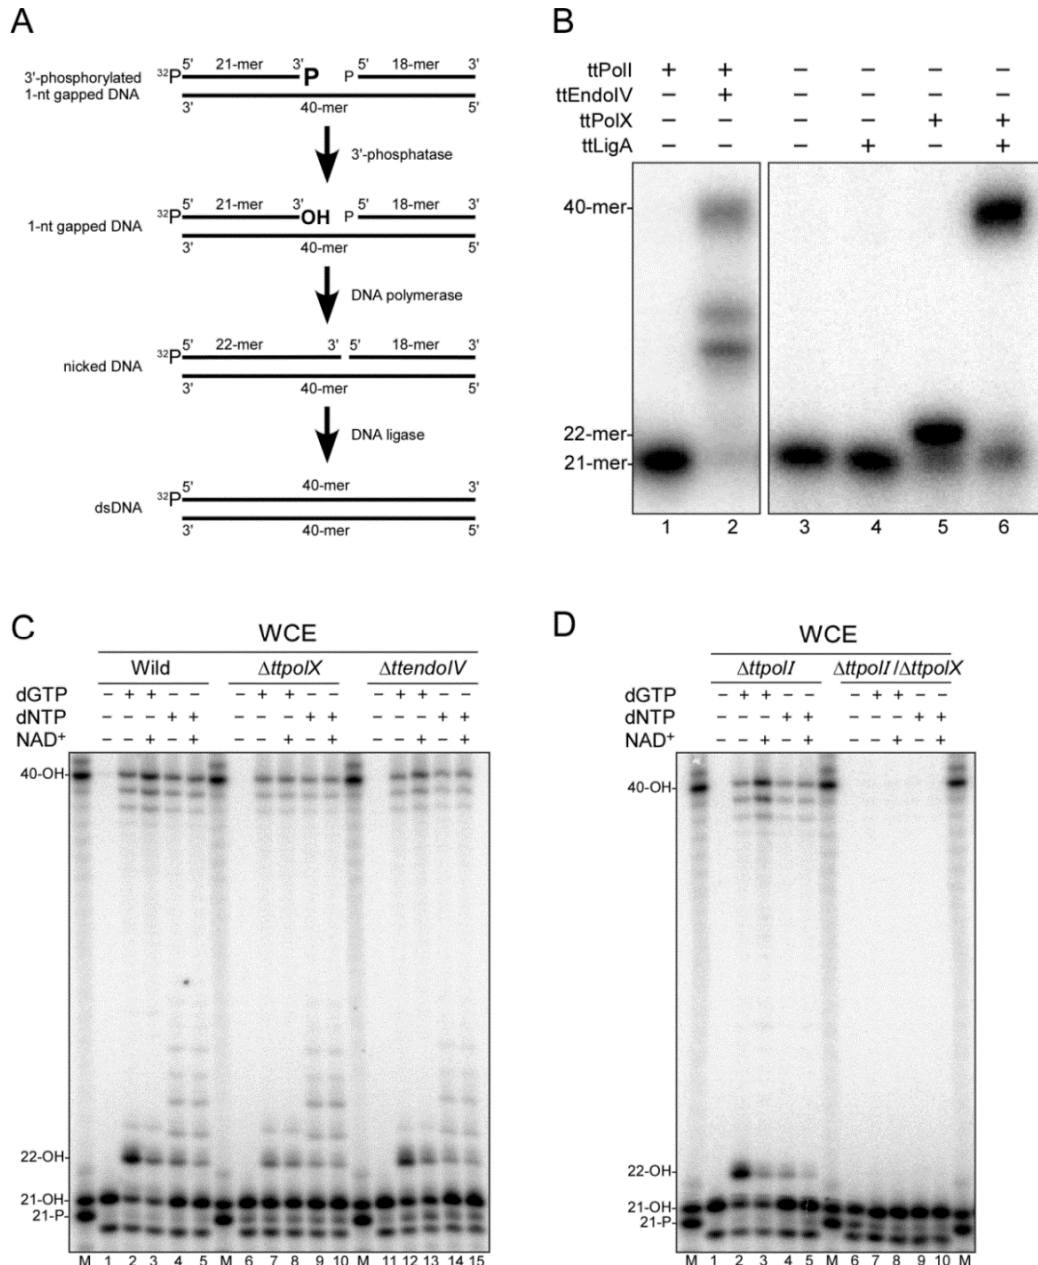 A
5' 21-mer 3' 5' 18-mer 3'
3'-phosphorylated 32P P P
1-nt gapped DNA
3' 40-mer 5'
3'-phosphatase
5' 21-mer 3' 5' 18-mer 3'
32P OH P
1-nt gapped DNA
3' 40-mer 5'
DNA polymerase
5' 22-mer 3' 5' 18-mer 3'
32P
nicked DNA
3' 40-mer 5'
DNA ligase
5' 40-mer 3'
32P
dsDNA
3' 40-mer 5'
B
ttPolI + + − − − −
ttEndoIV − + − − − −
ttPolX − − − − + +
ttLigA − − − + − +
40-mer-
22-mer-
21-mer-
1 2 3 4 5 6
C
WCE
Wild ΔttpolX ΔttendoIV
dGTP − + + − − − + + − − − + + − −
dNTP − − − + + − − − + + − − − + +
NAD+ − − + − + − − + − + − − + − +
40-OH-
22-OH-
21-OH-
21-P-
M 1 2 3 4 5 M 6 7 8 9 10 M 11 12 13 14 15
D
WCE
ΔttpolI ΔttpolI/ΔttpolX
dGTP − + + − − − + + − −
dNTP − − − + + − − − + +
NAD+ − − + − + − − + − +
40-OH-
22-OH-
21-OH-
21-P-
M 1 2 3 4 5 M 6 7 8 9 10 M